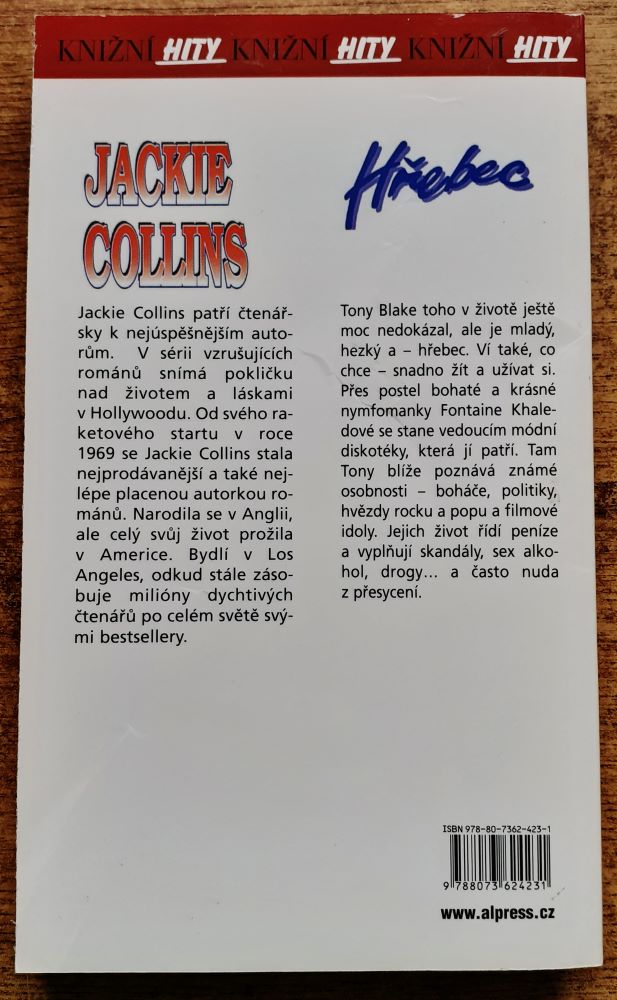 KNIŽNÍ HITY KNIŽNÍ HITY KNIŽNÍ HITY
JACKIE
COLLINS
Jackie Collins patří čtenář-
sky k nejúspěšnějším auto-
rům. V sérii vzrušujících
románů snímá pokličku
nad životem a láskami
v Hollywoodu. Od svého ra-
ketového startu v roce
1969 se Jackie Collins stala
nejprodávanější a také nej-
lépe placenou autorkou ro-
mánů. Narodila se v Anglii,
ale celý svůj život prožila
v Americe. Bydlí v Los
Angeles, odkud stále záso-
buje milióny dychtivých
čtenářů po celém světě svý-
mi bestsellery.
Hřebec
Tony Blake toho v životě ještě
moc nedokázal, ale je mladý,
hezký a – hřebec. Ví také, co
chce – snadno žít a užívat si.
Přes postel bohaté a krásné
nymfomanky Fontaine Khale-
dové se stane vedoucím módní
diskotéky, která jí patří. Tam
Tony blíže poznává známé
osobnosti – boháče, politiky,
hvězdy rocku a popu a filmové
idoly. Jejich život řídí peníze
a vyplňují skandály, sex alko-
hol, drogy... a často nuda
z přesycení.
ISBN 978-80-7362-423-1
9 788073 624231
www.alpress.cz